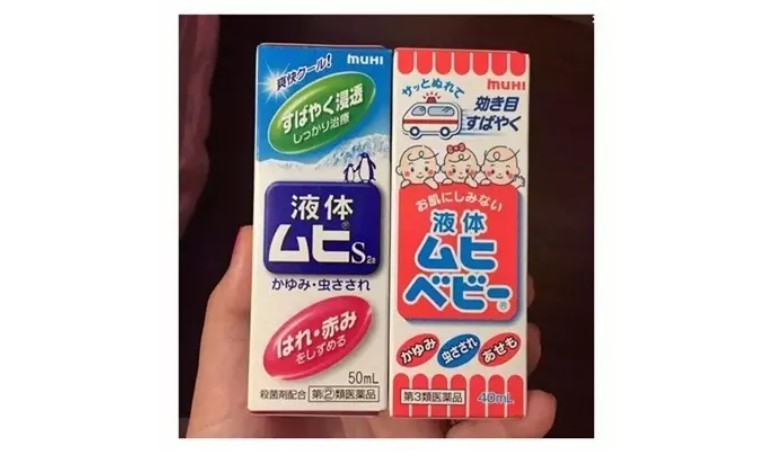 爽快クール!
muHI
すばやく浸透
しっかり治療
液体
ムヒS2a
かゆみ・虫さされ
はれ・赤み
をしずめる
50mL
殺菌剤配合
指定第②類医薬品
muHI
サッとぬれて
効き目
すばやく
お肌にしみない
液体
ムヒ
ベビー®
かゆみ
虫さされ
あせも
第3類医薬品
40mL